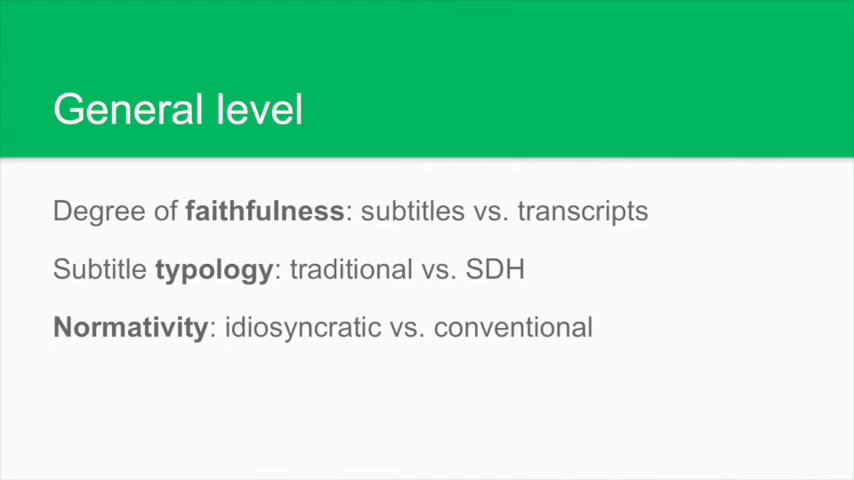 General level
Degree of faithfulness: subtitles vs. transcripts
Subtitle typology: traditional vs. SDH
Normativity: idiosyncratic vs. conventional